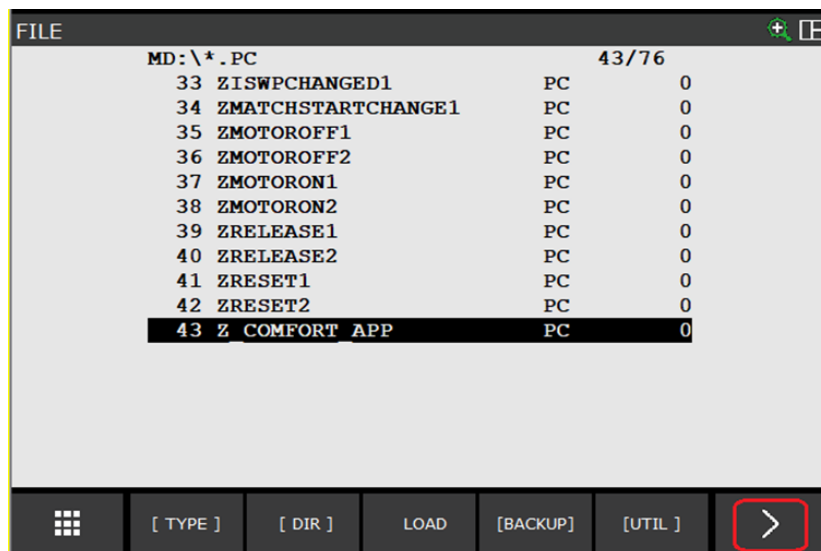 FILE
MD:\*.PC 43/76
33 ZISWPCHANGED1 PC 0
34 ZMATCHSTARTCHANGE1 PC 0
35 ZMOTOROFF1 PC 0
36 ZMOTOROFF2 PC 0
37 ZMOTORON1 PC 0
38 ZMOTORON2 PC 0
39 ZRELEASE1 PC 0
40 ZRELEASE2 PC 0
41 ZRESET1 PC 0
42 ZRESET2 PC 0
43 Z_COMFORT_APP PC 0
[ TYPE ] [ DIR ] LOAD [BACKUP] [UTIL ] >